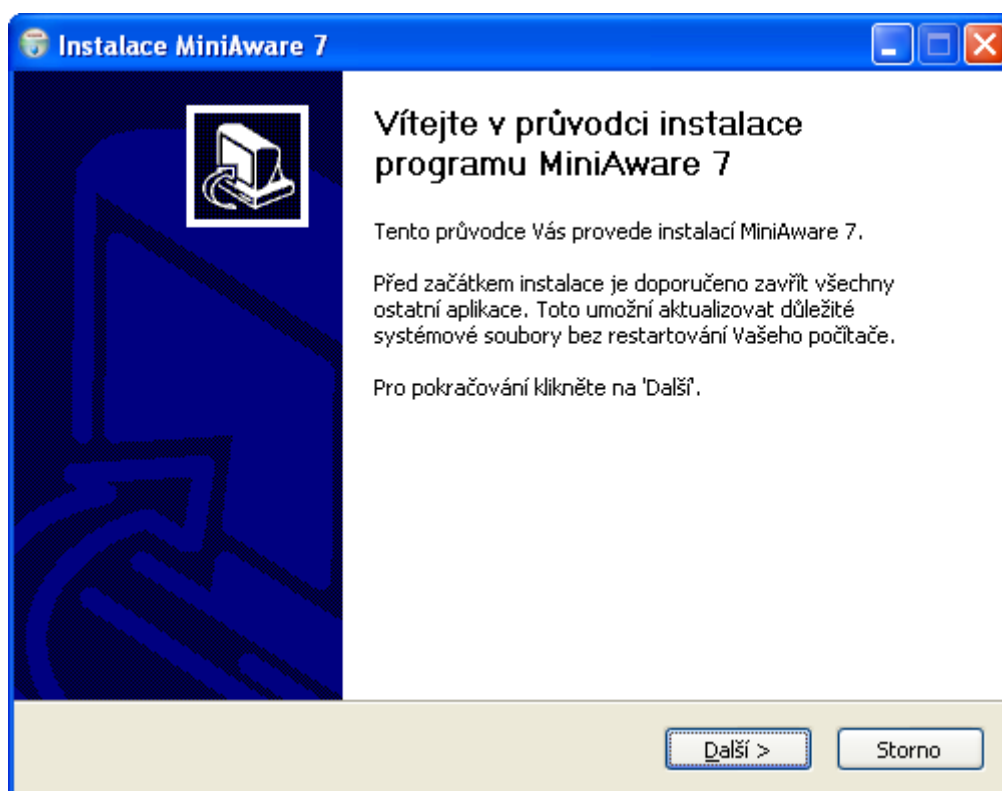 Instalace MiniAware 7
Vítejte v průvodci instalace
programu MiniAware 7
Tento průvodce Vás provede instalací MiniAware 7.
Před začátkem instalace je doporučeno zavřít všechny
ostatní aplikace. Toto umožní aktualizovat důležité
systémové soubory bez restartování Vašeho počítače.
Pro pokračování klikněte na 'Další'.
Další >
Storno